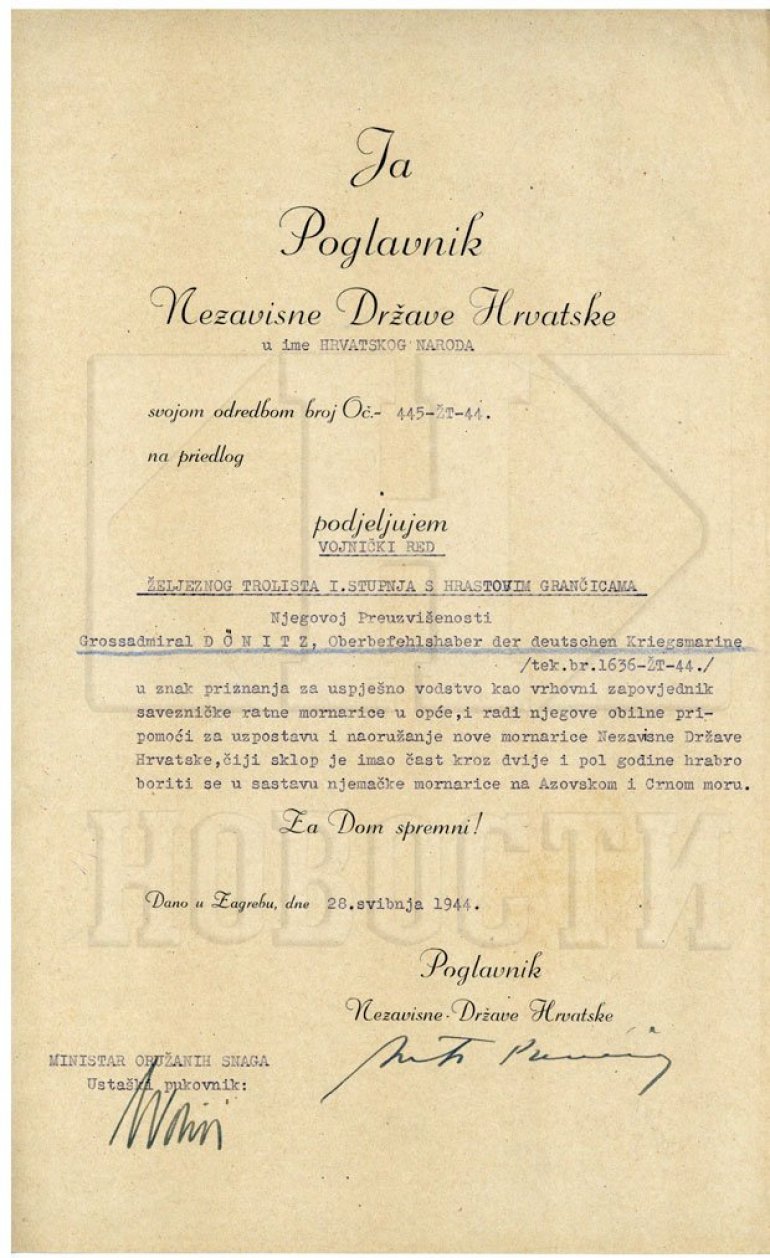 Ja
Poglavnik
Nezavisne Države Hrvatske
u ime HRVATSKOG NARODA
svojom odredbom broj Oč.- 445-ŽT-44.
na priedlog
podjeljujem
VOJNIČKI RED
ŽELJEZNOG TROLISTA I.STUPNJA S HRASTOVIM GRANČICAMA
Njegovoj Preuzvišenosti
Grossadmiral D Ö N I T Z, Oberbefehlshaber der deutschen Kriegsmarine
/tek.br.1636-ŽT-44./
u znak priznanja za uspješno vodstvo kao vrhovni zapovjednik
savezničke ratne mornarice u opće,i radi njegove obilne pri-
pomoći za uzpostavu i naoružanje nove mornarice Nezavisne Države
Hrvatske,čiji sklop je imao čast kroz dvije i pol godine hrabro
boriti se u sastavu njemačke mornarice na Azovskom i Crnom moru.
Za Dom spremni!
НОВОСТИ
Dano u Zagrebu, dne 28.svibnja 1944.
Poglavnik
Nezavisne Države Hrvatske
MINISTAR ORUŽANIH SNAGA
Ustaški pukovnik: